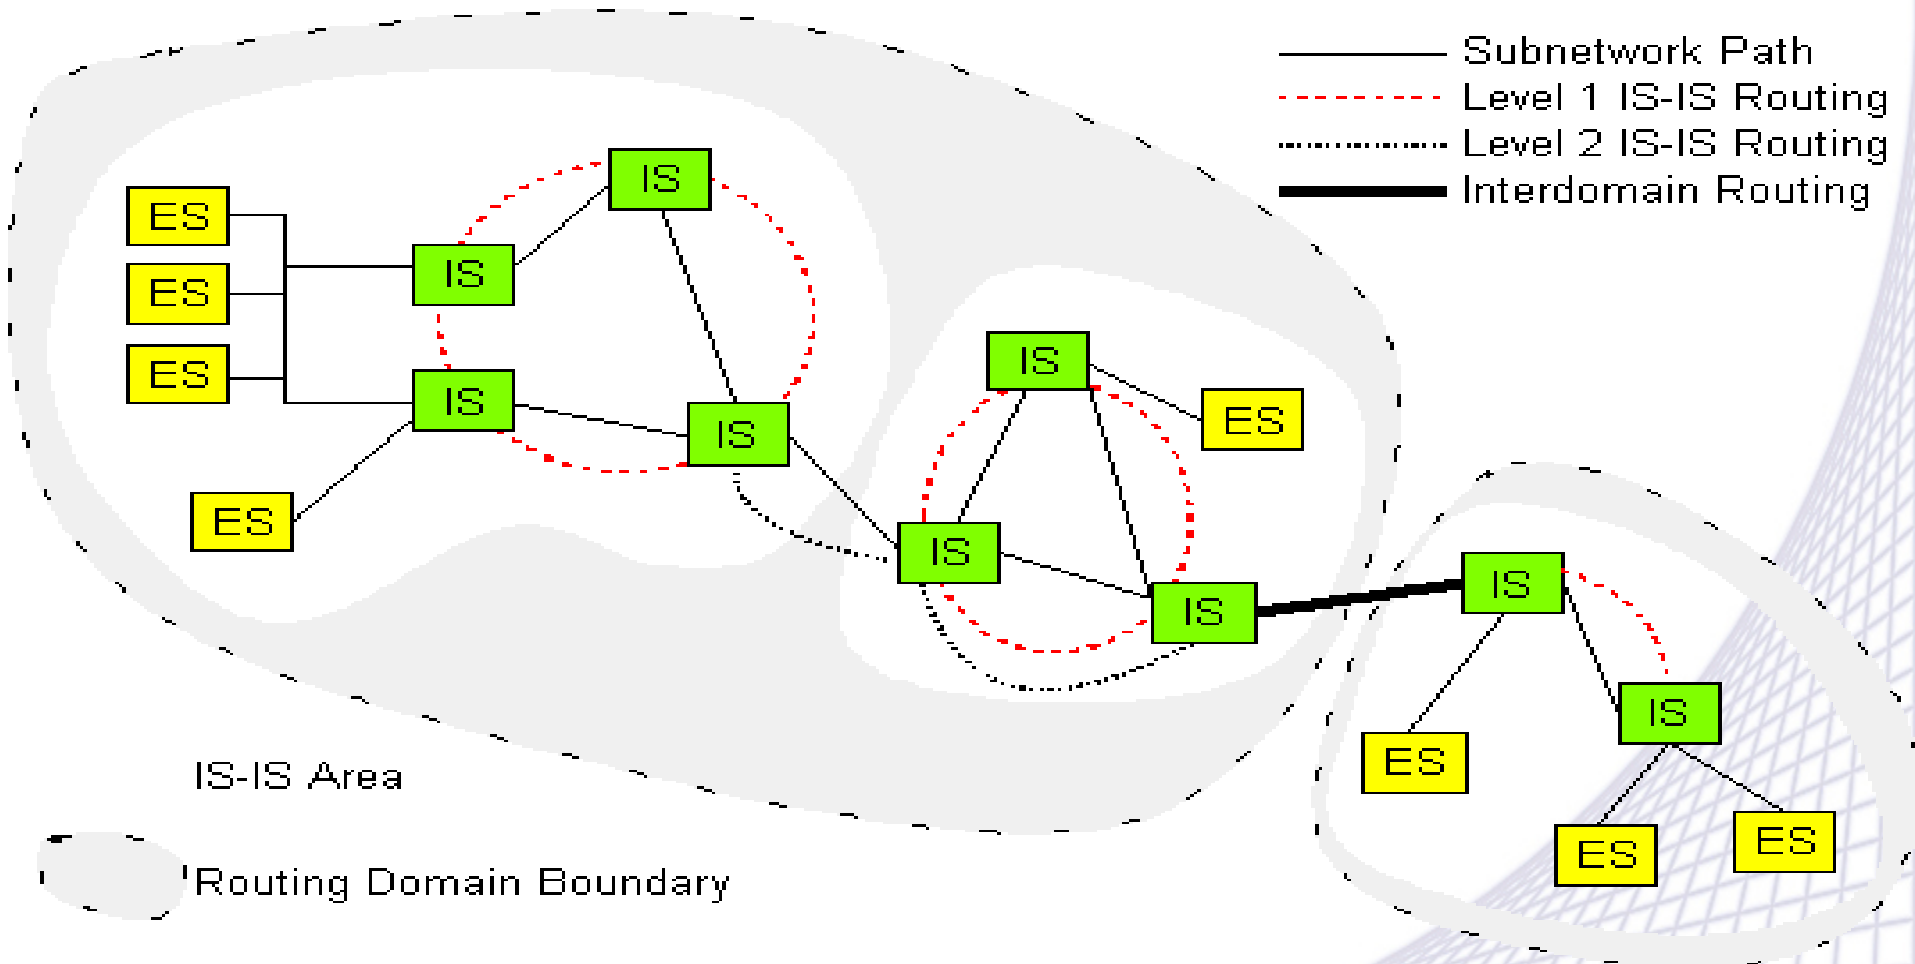 Subnetwork Path
Level 1 IS-IS Routing
Level 2 IS-IS Routing
Interdomain Routing
IS
ES
IS
ES
IS
ES
IS
IS
ES
ES
IS
IS
IS
IS
ES
IS
ES
ES
ES
IS-IS Area
Routing Domain Boundary